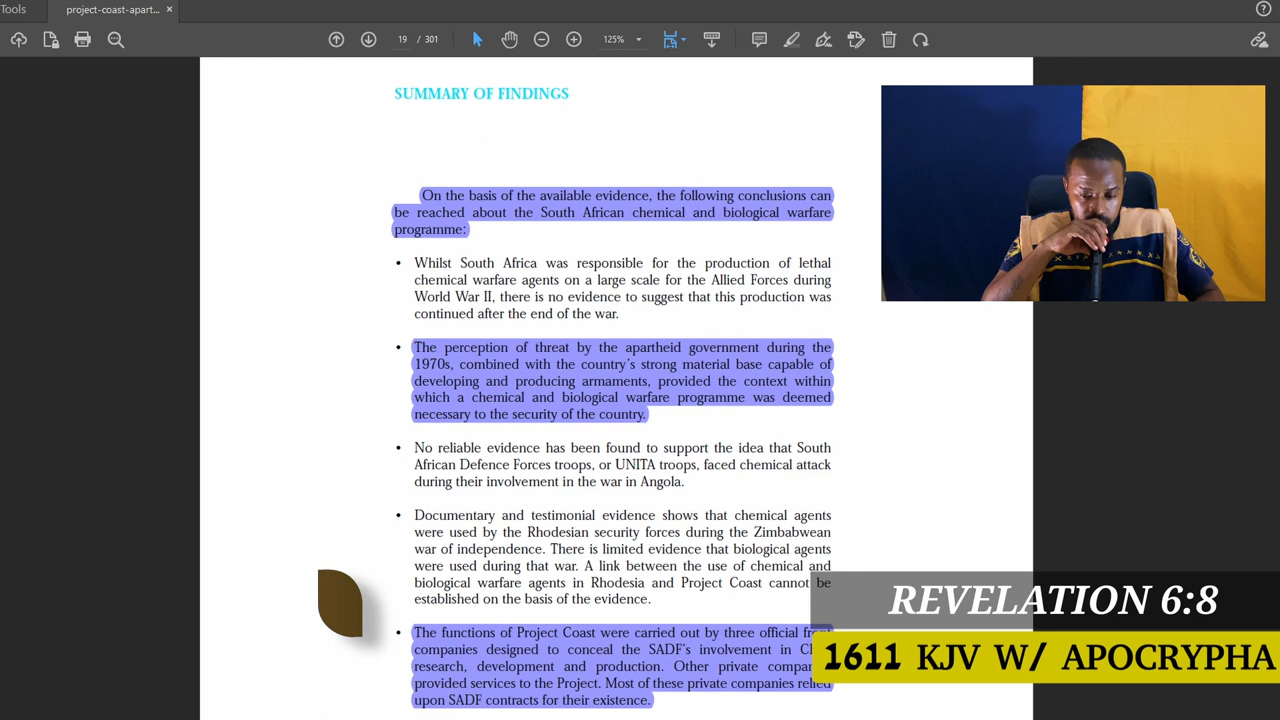 Tools
project-coast-apart... ×
19 / 301
125%
SUMMARY OF FINDINGS
On the basis of the available evidence, the following conclusions can
be reached about the South African chemical and biological warfare
programme:
• Whilst South Africa was responsible for the production of lethal
chemical warfare agents on a large scale for the Allied Forces during
World War II, there is no evidence to suggest that this production was
continued after the end of the war.
• The perception of threat by the apartheid government during the
1970s, combined with the country's strong material base capable of
developing and producing armaments, provided the context within
which a chemical and biological warfare programme was deemed
necessary to the security of the country.
• No reliable evidence has been found to support the idea that South
African Defence Forces troops, or UNITA troops, faced chemical attack
during their involvement in the war in Angola.
• Documentary and testimonial evidence shows that chemical agents
were used by the Rhodesian security forces during the Zimbabwean
war of independence. There is limited evidence that biological agents
were used during that war. A link between the use of chemical and
biological warfare agents in Rhodesia and Project Coast cannot be
established on the basis of the evidence.
• The functions of Project Coast were carried out by three official
companies designed to conceal the SADF's involvement in
research, development and production. Other private
provided services to the Project. Most of these private companies relied
upon SADF contracts for their existence.
REVELATION 6:8
1611 KJV W/ APOCRYPHA